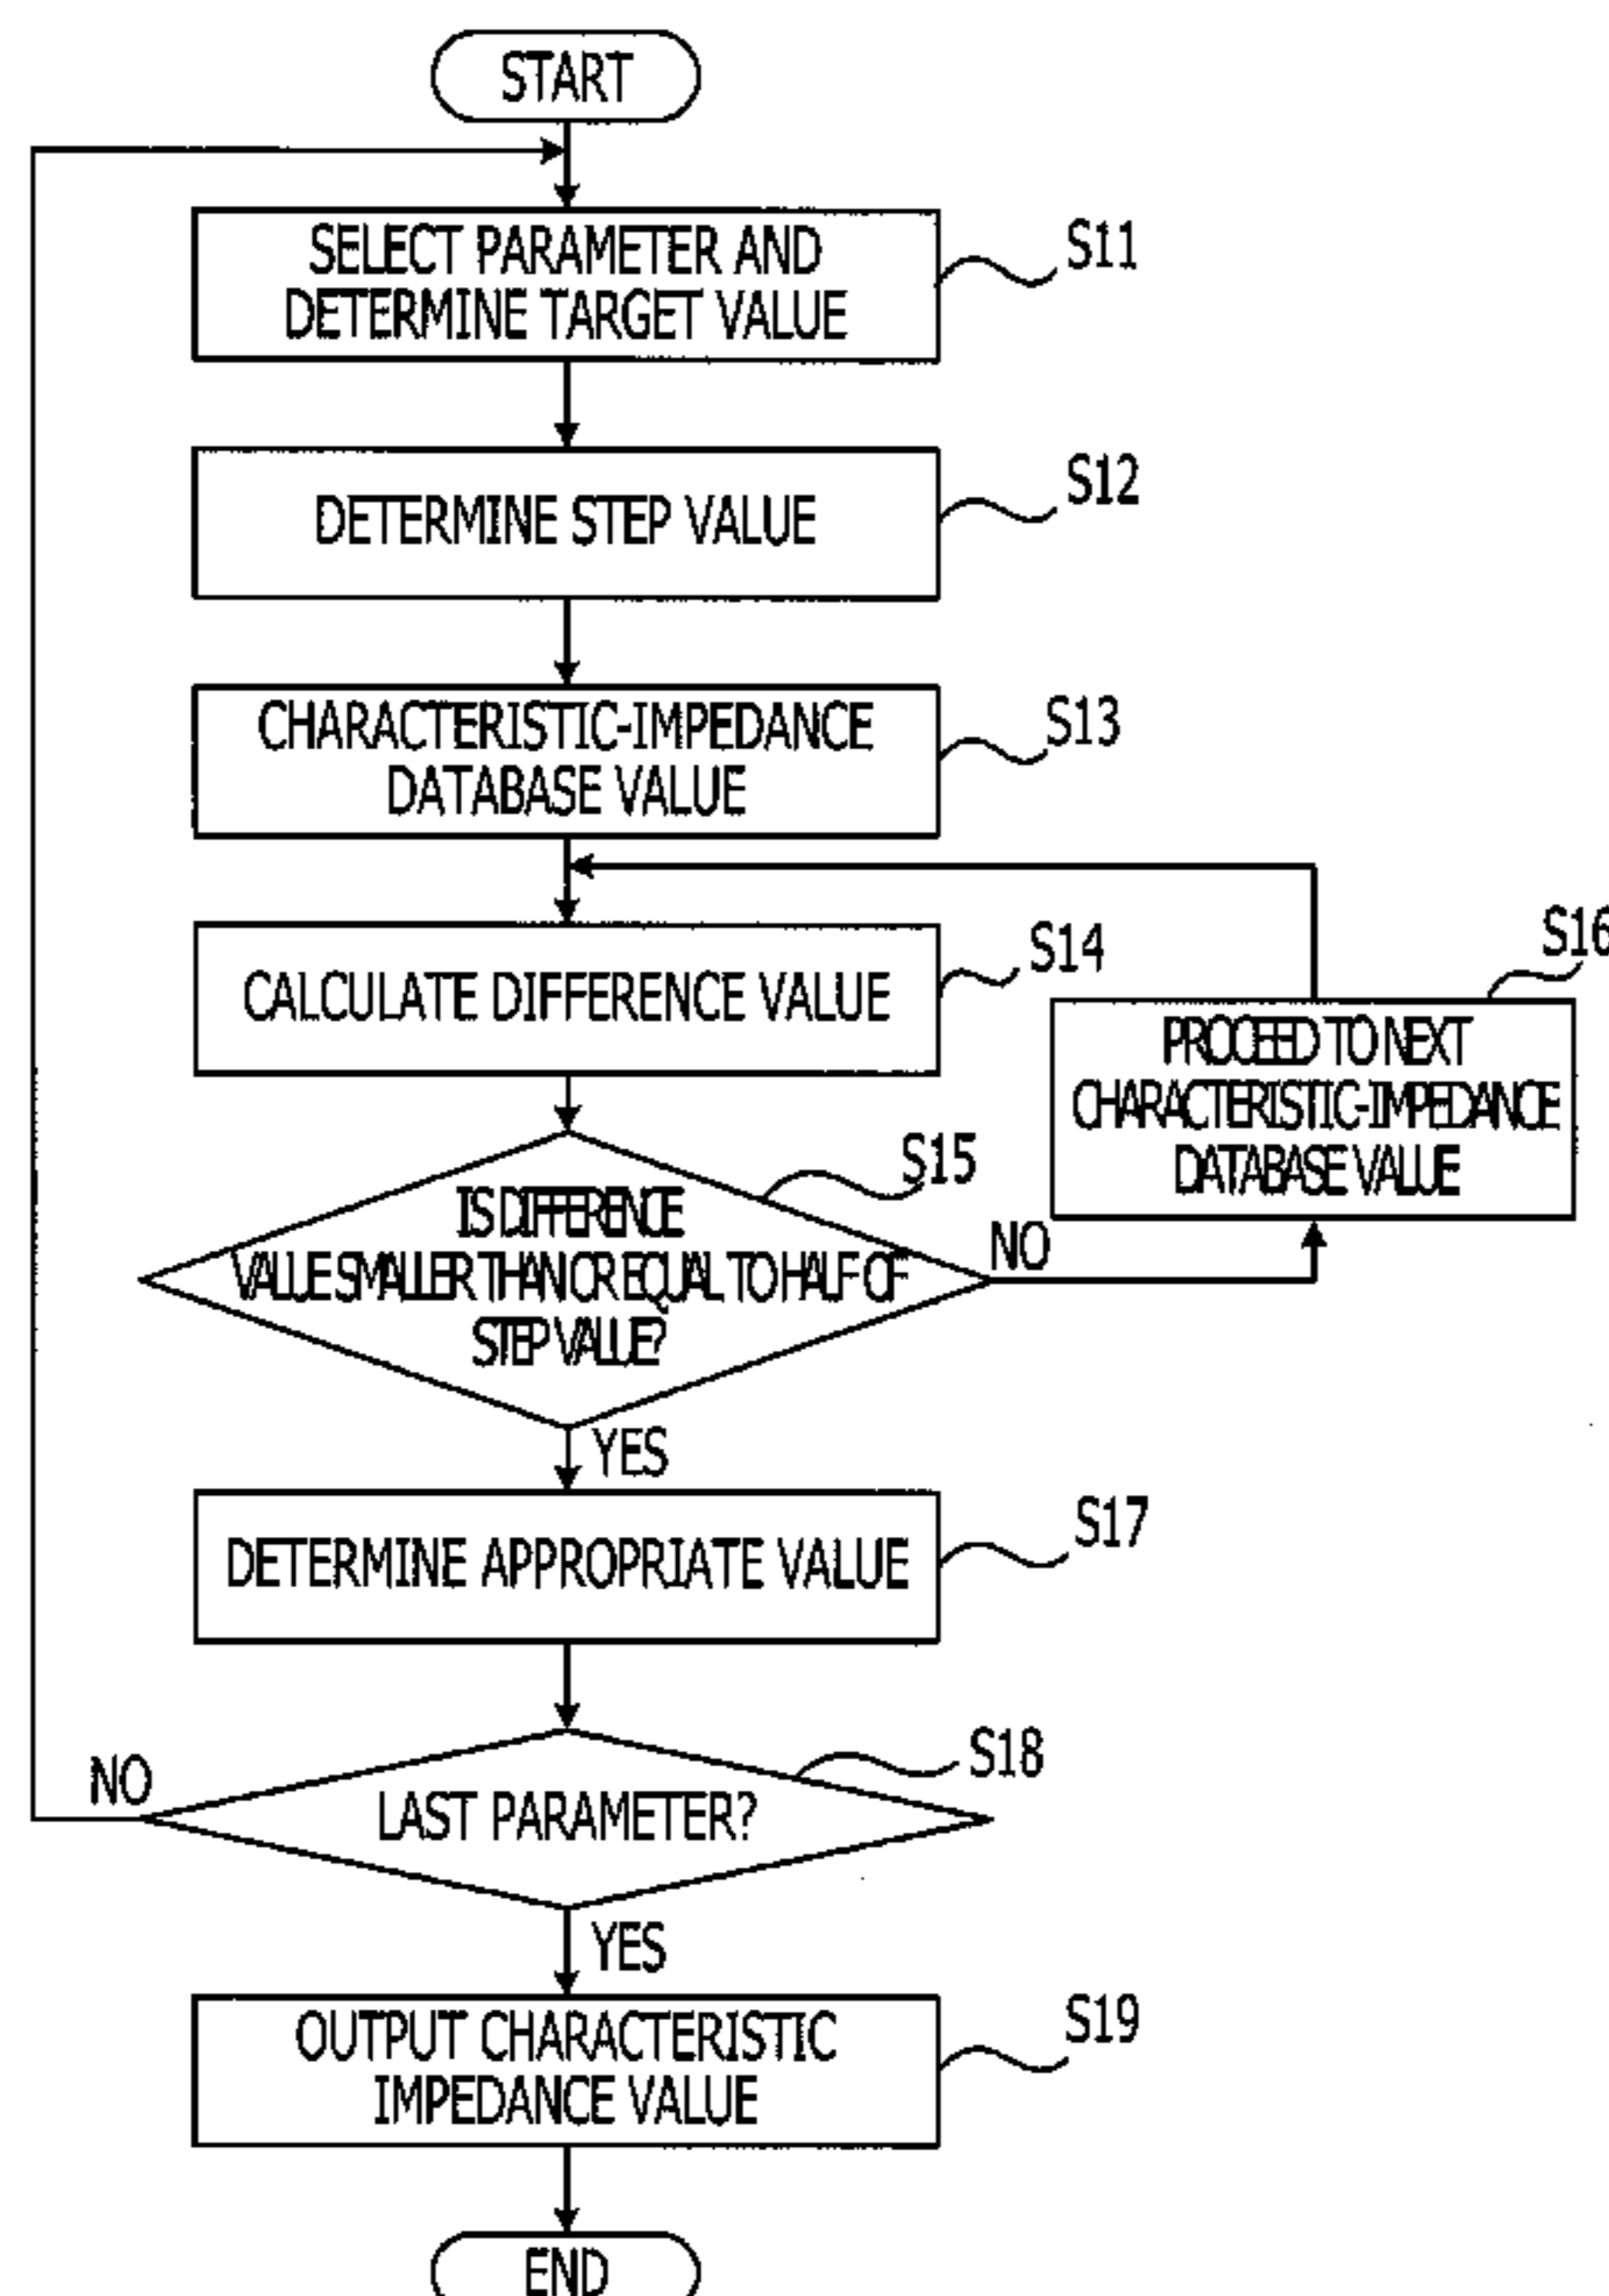 START
SELECT PARAMETER AND
DETERMINE TARGET VALUE
S11
DETERMINE STEP VALUE
S12
CHARACTERISTIC-IMPEDANCE
DATABASE VALUE
S13
CALCULATE DIFFERENCE VALUE
S14
S16
PROCEED TO NEXT
CHARACTERISTIC-IMPEDANCE
DATABASE VALUE
S15
IS DIFFERENCE
VALUE SMALLER THAN OR EQUAL TO HALF OF
STEP VALUE?
NO
YES
DETERMINE APPROPRIATE VALUE
S17
NO
LAST PARAMETER?
S18
YES
OUTPUT CHARACTERISTIC
IMPEDANCE VALUE
S19
END